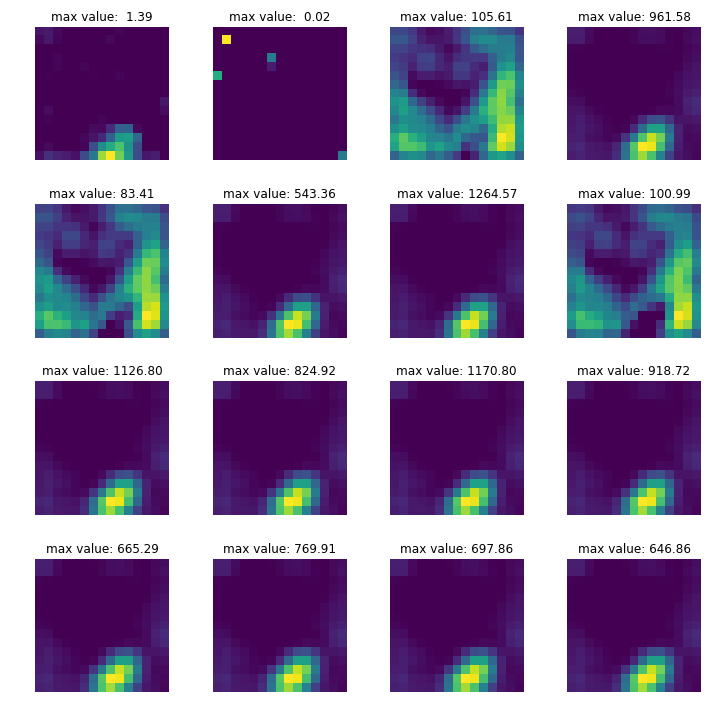 max value:  1.39
max value:  0.02
max value: 105.61
max value: 961.58
max value: 83.41
max value: 543.36
max value: 1264.57
max value: 100.99
max value: 1126.80
max value: 824.92
max value: 1170.80
max value: 918.72
max value: 665.29
max value: 769.91
max value: 697.86
max value: 646.86